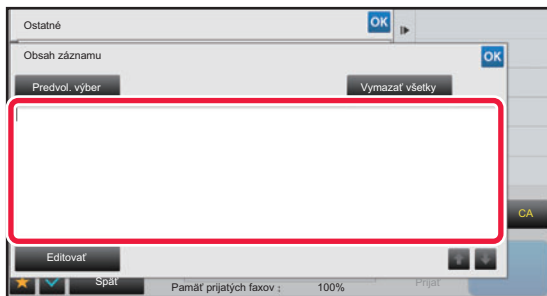 Ostatné OK
Obsah záznamu OK
Predvol. výber Vymazať všetky
CA
Editovať
Späť Pamäť prijatých faxov : 100% Prijať